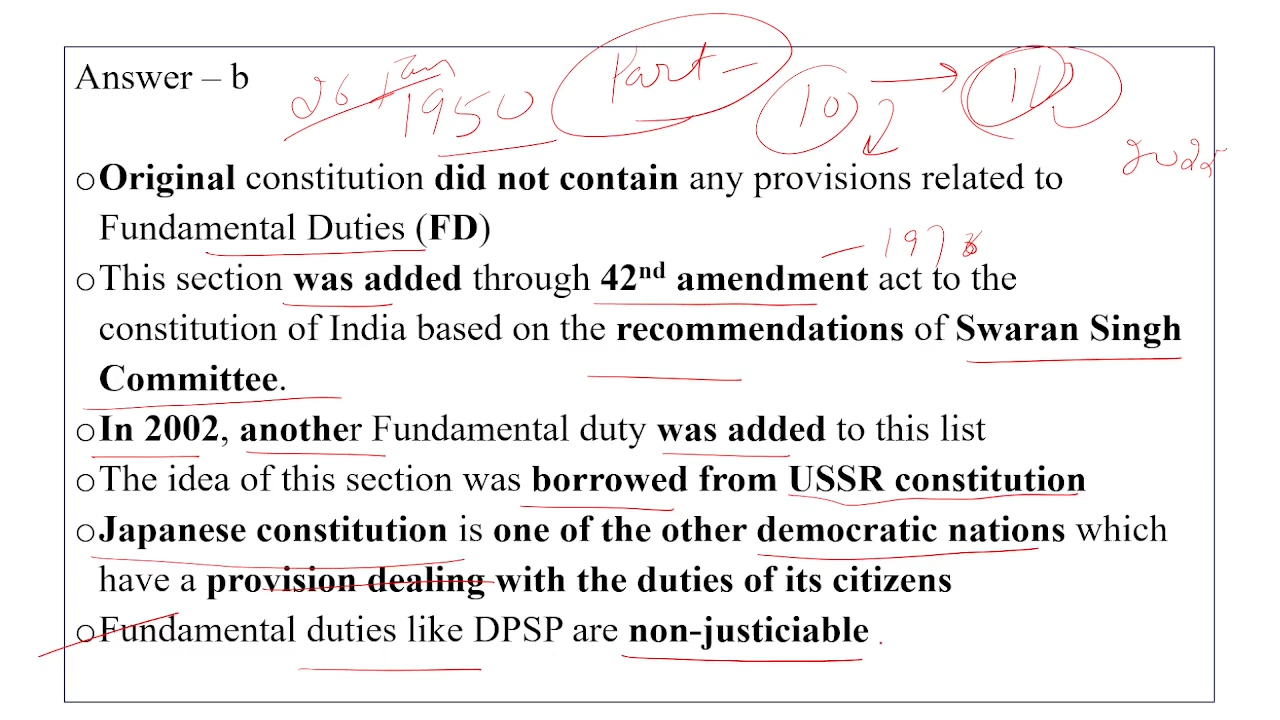 Answer – b
26 Jan
1950
Part –
10
11
2022
○Original constitution did not contain any provisions related to
Fundamental Duties (FD)
– 1976
○This section was added through 42nd amendment act to the
constitution of India based on the recommendations of Swaran Singh
Committee.
○In 2002, another Fundamental duty was added to this list
○The idea of this section was borrowed from USSR constitution
○Japanese constitution is one of the other democratic nations which
have a provision dealing with the duties of its citizens
○Fundamental duties like DPSP are non-justiciable